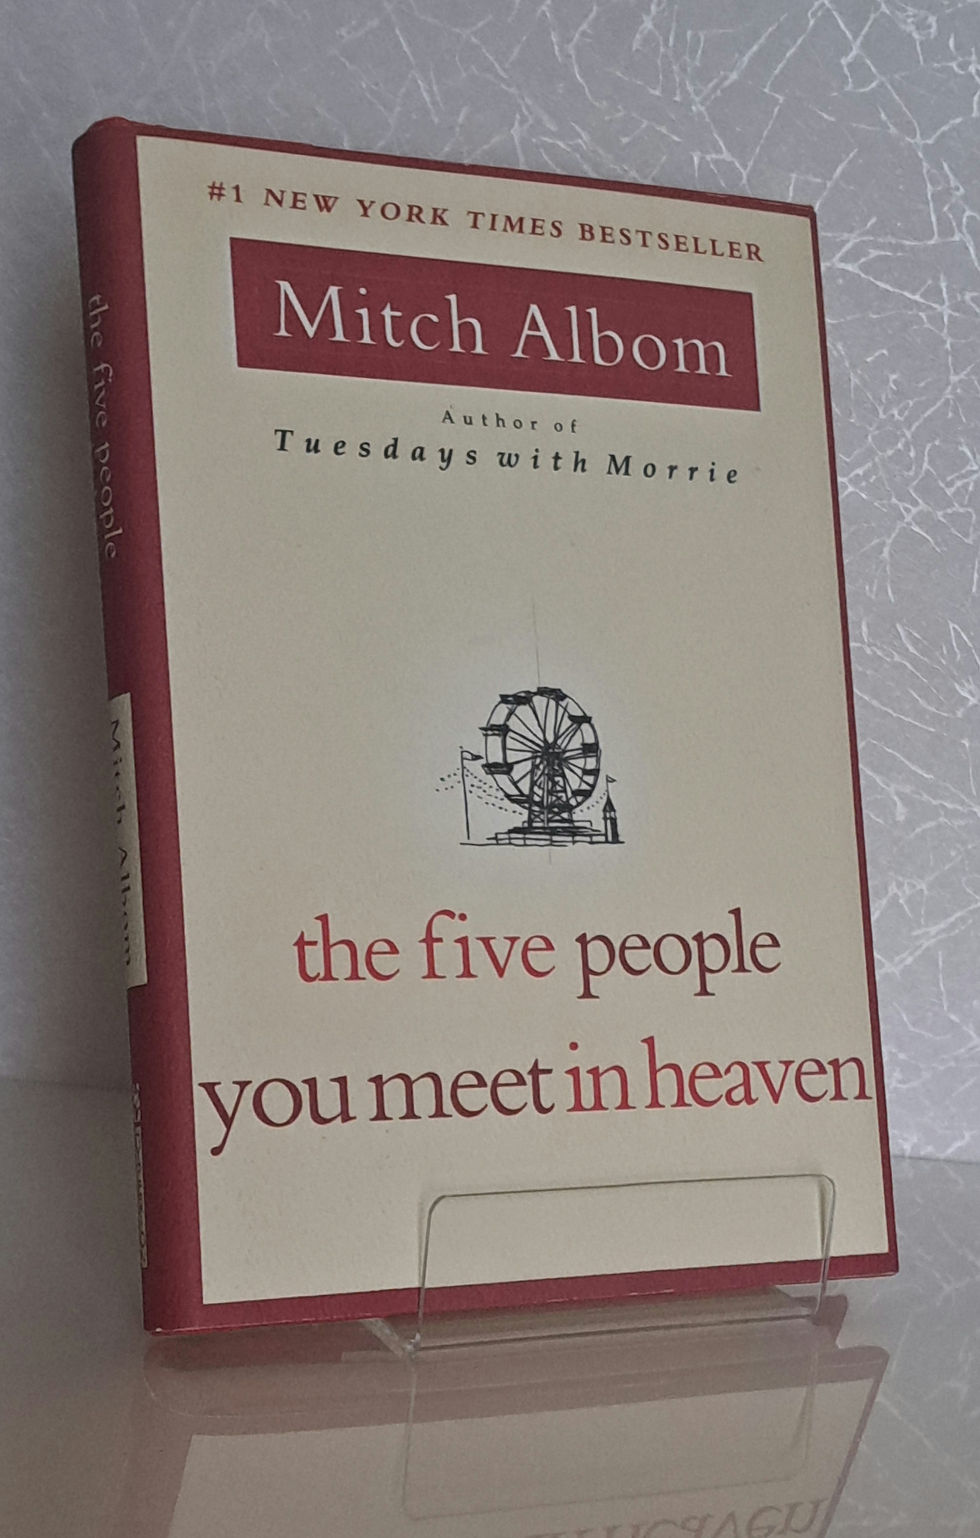 #1 NEW YORK TIMES BESTSELLER
Mitch Albom
Author of
Tuesdays with Morrie
the five people
you meet in heaven
the five people
Mitch Albom